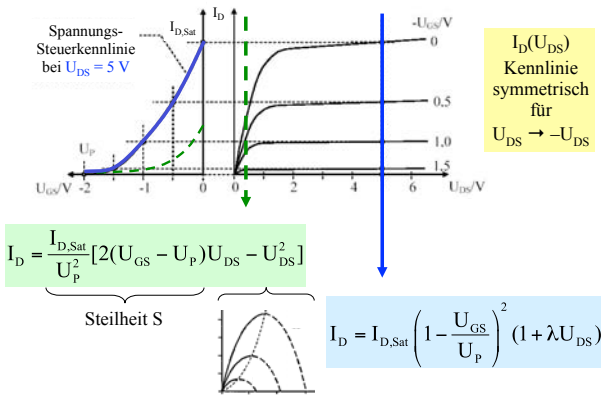 Spannungs-
Steuerkennlinie
bei U_DS = 5 V
I_D,Sat
I_D
-U_GS/V
0
0,5
1.0
1.5
U_P
-2
-1
0
U_GS/V
0
2
4
6
U_DS/V
I_D(U_DS)
Kennlinie
symmetrisch
für
U_DS → –U_DS
I_D = I_D,Sat / U_P^2 [2(U_GS − U_P)U_DS − U_DS^2]
Steilheit S
I_D = I_D,Sat (1 − U_GS / U_P)^2 (1 + λU_DS)